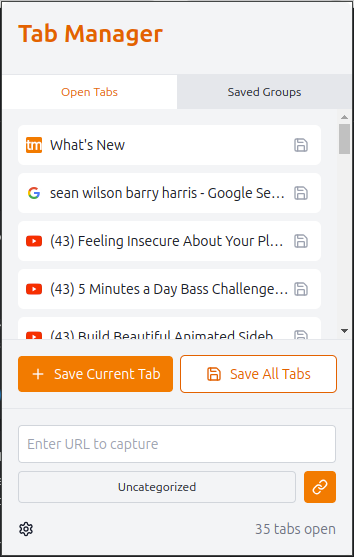 Tab Manager
Open Tabs
Saved Groups
tm What's New
sean wilson barry harris - Google Se...
(43) Feeling Insecure About Your Pl...
(43) 5 Minutes a Day Bass Challenge...
(43) Build Beautiful Animated Sideb
Save Current Tab
Save All Tabs
Enter URL to capture
Uncategorized
35 tabs open